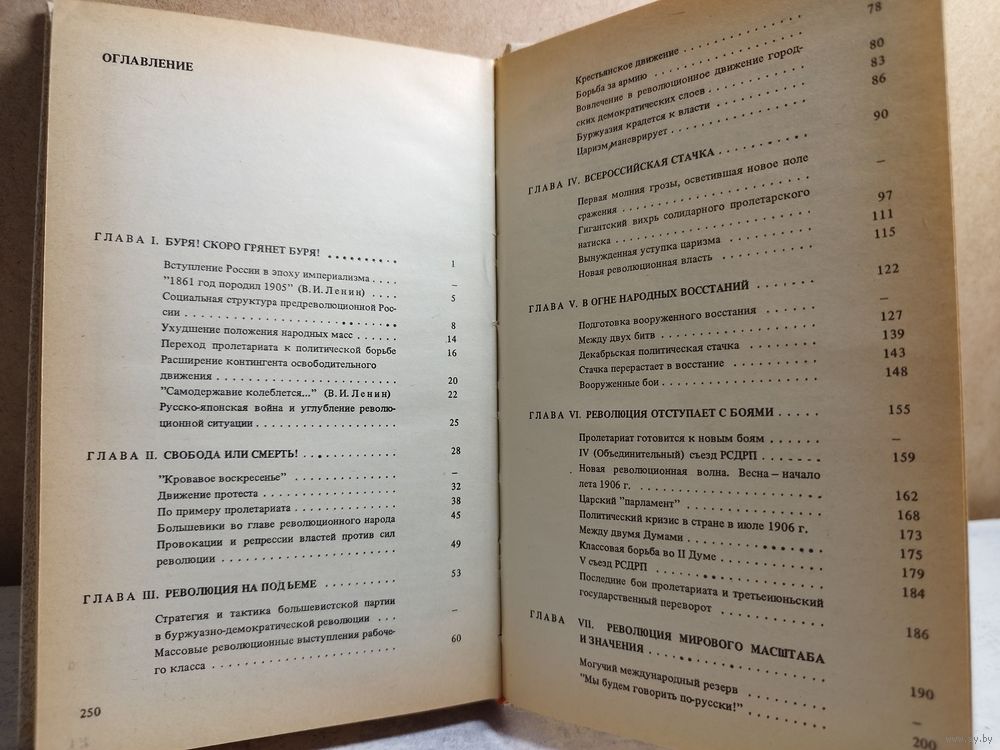 ОГЛАВЛЕНИЕ
ГЛАВА I. БУРЯ! СКОРО ГРЯНЕТ БУРЯ! . . . . . . . . . . 1
Вступление России в эпоху империализма . . . . –
"1861 год породил 1905" (В.И.Ленин) . . . . 5
Социальная структура предреволюционной Рос-
сии . . . . . . . . . . . . . . . . . . . . . . . . 8
Ухудшение положения народных масс . . . . . . 14
Переход пролетариата к политической борьбе 16
Расширение контингента освободительного
движения . . . . . . . . . . . . . . . . . . . . 20
"Самодержавие колеблется..." (В.И.Ленин) 22
Русско-японская война и углубление револю-
ционной ситуации . . . . . . . . . . . . . . . . 25
ГЛАВА II. СВОБОДА ИЛИ СМЕРТЬ! . . . . . . . . . . . . 28
"Кровавое воскресенье" . . . . . . . . . . . . –
Движение протеста . . . . . . . . . . . . . . . 32
По примеру пролетариата . . . . . . . . . . . . 38
Большевики во главе революционного народа 45
Провокации и репрессии властей против сил
революции . . . . . . . . . . . . . . . . . . . 49
ГЛАВА III. РЕВОЛЮЦИЯ НА ПОДЪЕМЕ . . . . . . . . . . 53
Стратегия и тактика большевистской партии
в буржуазно-демократической революции . . . –
Массовые революционные выступления рабоче-
го класса . . . . . . . . . . . . . . . . . . . . 60
250
Крестьянское движение . . . . . . . . . . . . 78
Борьба за армию . . . . . . . . . . . . . . . . 80
Вовлечение в революционное движение город-
ских демократических слоев . . . . . . . . . . 83
Буржуазия крадется к власти . . . . . . . . . . 86
Царизм маневрирует . . . . . . . . . . . . . . 90
ГЛАВА IV. ВСЕРОССИЙСКАЯ СТАЧКА . . . . . . . . . .
Первая молния грозы, осветившая новое поле
сражения . . . . . . . . . . . . . . . . . . . . –
Гигантский вихрь солидарного пролетарского
натиска . . . . . . . . . . . . . . . . . . . . . 97
Вынужденная уступка царизма . . . . . . . . . 111
Новая революционная власть . . . . . . . . . . 115
ГЛАВА V. В ОГНЕ НАРОДНЫХ ВОССТАНИЙ . . . . . . . 122
Подготовка вооруженного восстания . . . . . . –
Между двух битв . . . . . . . . . . . . . . . . 127
Декабрьская политическая стачка . . . . . . . . 139
Стачка перерастает в восстание . . . . . . . . . 143
Вооруженные бои . . . . . . . . . . . . . . . . 148
ГЛАВА VI. РЕВОЛЮЦИЯ ОТСТУПАЕТ С БОЯМИ . . . . . 155
Пролетариат готовится к новым боям . . . . . . –
IV (Объединительный) съезд РСДРП . . . . . . . 159
Новая революционная волна. Весна – начало
лета 1906 г. . . . . . . . . . . . . . . . . . . . 162
Царский "парламент" . . . . . . . . . . . . . . 168
Политический кризис в стране в июле 1906 г. 173
Между двумя Думами . . . . . . . . . . . . . . 175
Классовая борьба во II Думе . . . . . . . . . . 179
V съезд РСДРП . . . . . . . . . . . . . . . . . 184
Последние бои пролетариата и третьеиюньский
государственный переворот . . . . . . . . . . . 186
ГЛАВА VII. РЕВОЛЮЦИЯ МИРОВОГО МАСШТАБА
И ЗНАЧЕНИЯ . . . . . . . . . . . . . . . . . . 190
Могучий международный резерв . . . . . . . . –
"Мы будем говорить по-русски!" . . . . . . . . 200